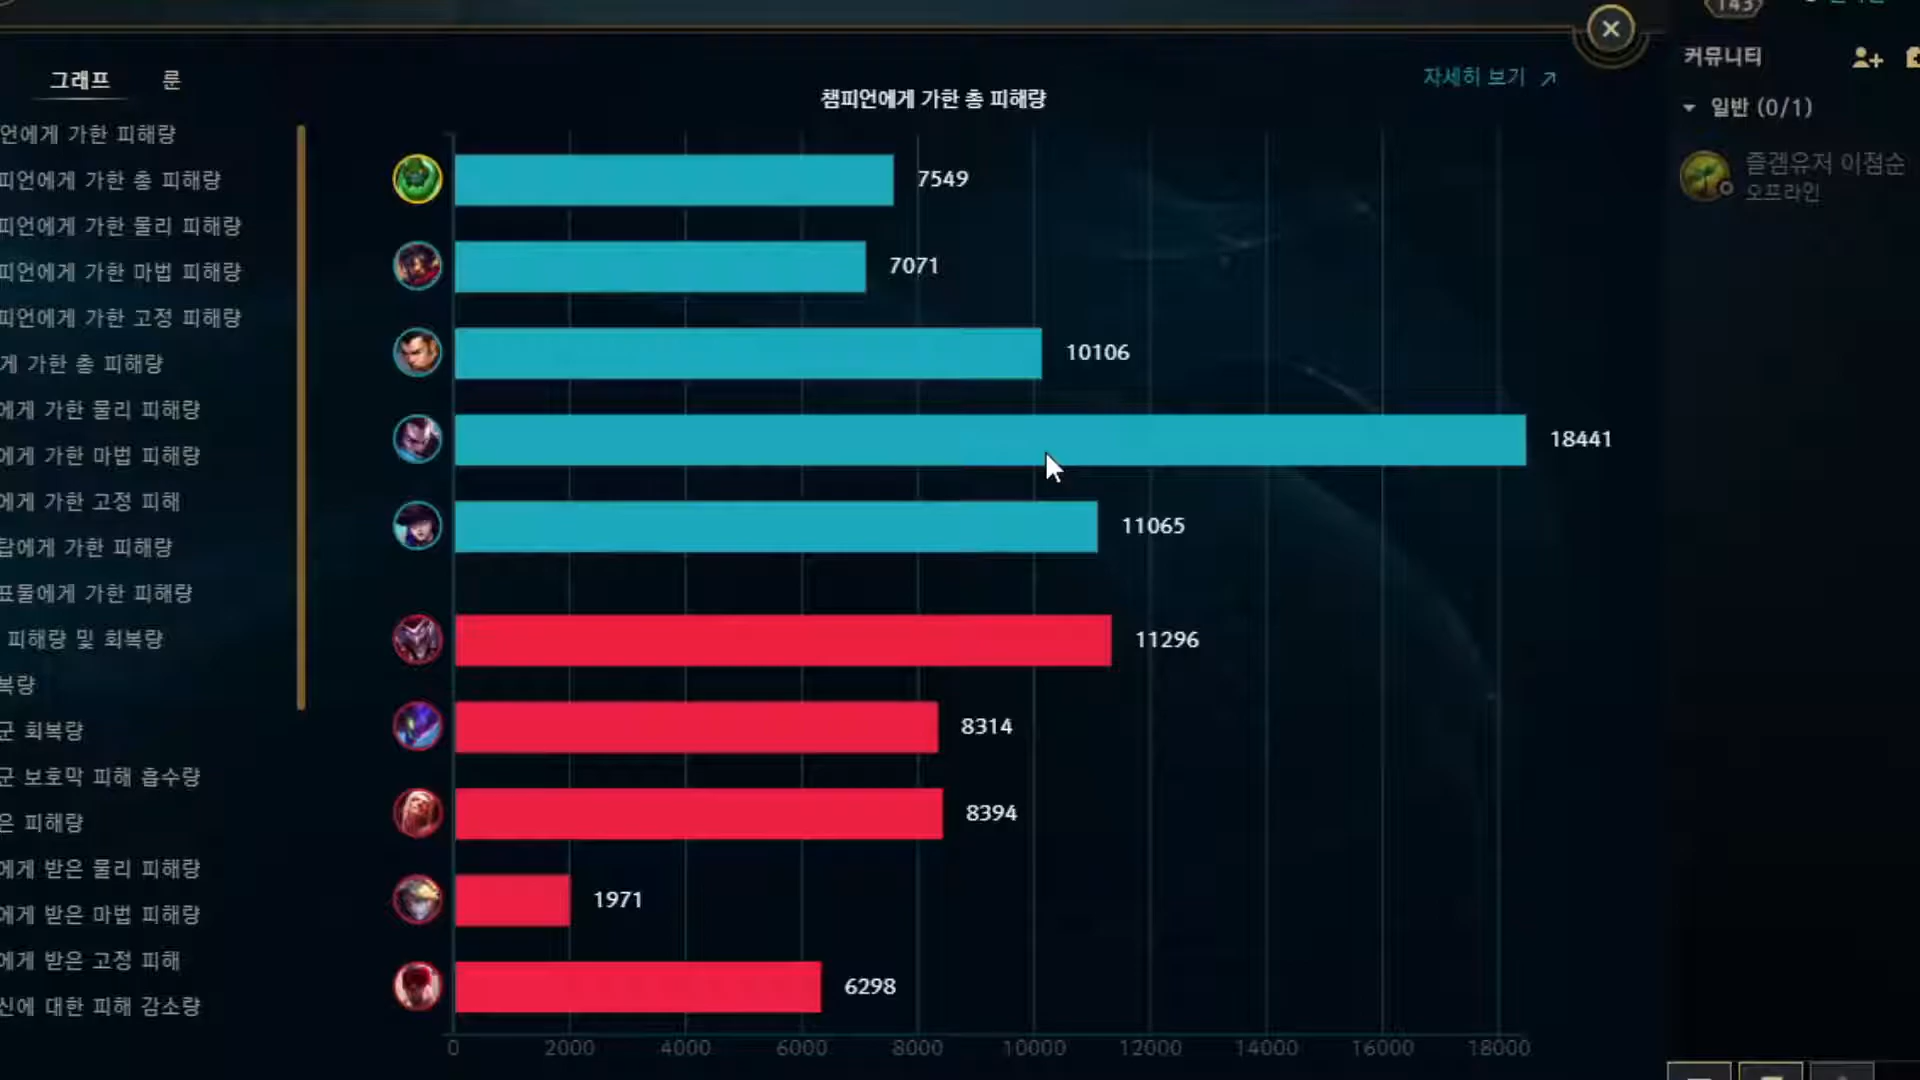 143
커뮤니티
일반 (0/1)
즐겜유저 이점순
오프라인
그래프
룬
자세히 보기
챔피언에게 가한 총 피해량
언에게 가한 피해량
피언에게 가한 총 피해량
피언에게 가한 물리 피해량
피언에게 가한 마법 피해량
피언에게 가한 고정 피해량
게 가한 총 피해량
에게 가한 물리 피해량
에게 가한 마법 피해량
에게 가한 고정 피해
탑에게 가한 피해량
표물에게 가한 피해량
피해량 및 회복량
복량
군 회복량
군 보호막 피해 흡수량
은 피해량
에게 받은 물리 피해량
에게 받은 마법 피해량
에게 받은 고정 피해
신에 대한 피해 감소량
7549
7071
10106
18441
11065
11296
8314
8394
1971
6298
0 2000 4000 6000 8000 10000 12000 14000 16000 18000